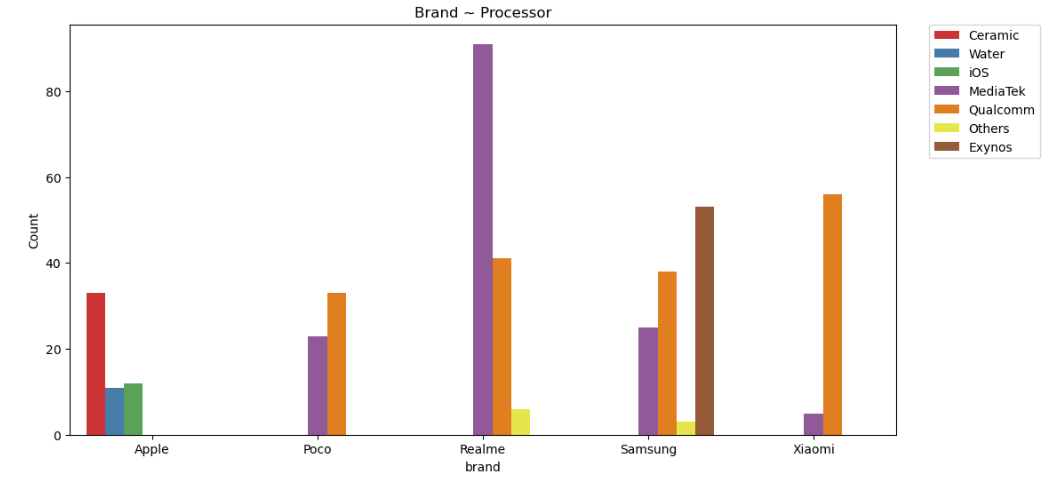 Brand ~ Processor
Ceramic
Water
iOS
MediaTek
Qualcomm
Others
Exynos
Count
80
60
40
20
0
Apple Poco Realme Samsung Xiaomi
brand